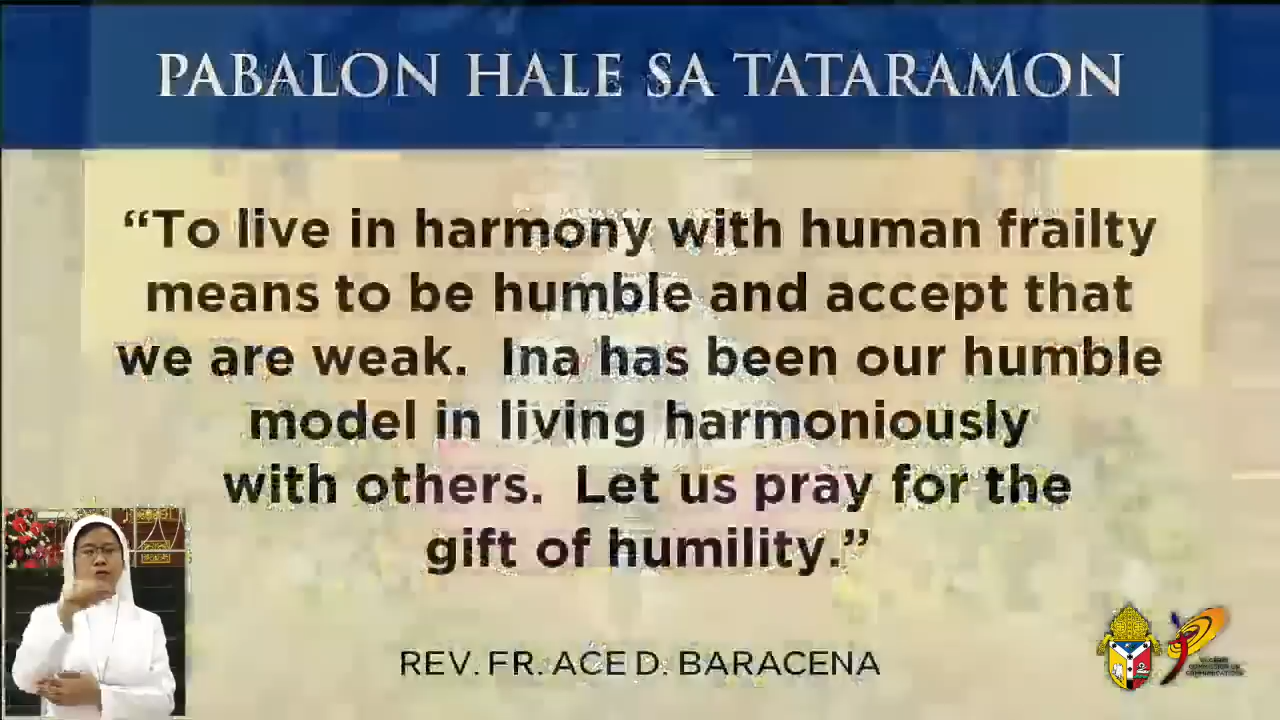 PABALON HALE SA TATARAMON
“To live in harmony with human frailty
means to be humble and accept that
we are weak. Ina has been our humble
model in living harmoniously
with others. Let us pray for the
gift of humility.”
REV. FR. ACE D. BARACENA